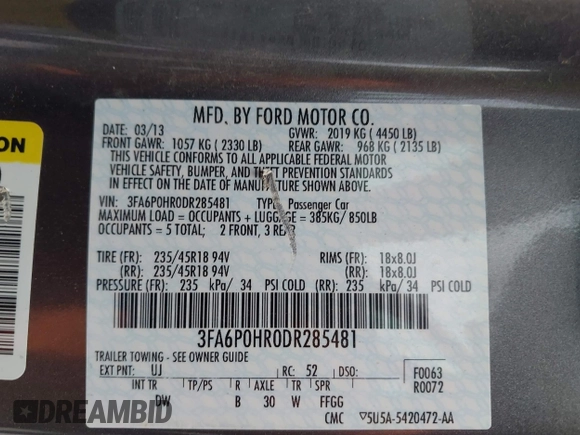 MFD. BY FORD MOTOR CO.
DATE: 03/13 GVWR: 2019 KG ( 4450 LB)
FRONT GAWR: 1057 KG ( 2330 LB) REAR GAWR: 968 KG ( 2135 LB)
THIS VEHICLE CONFORMS TO ALL APPLICABLE FEDERAL MOTOR
VEHICLE SAFETY, BUMPER, AND THEFT PREVENTION STANDARDS
IN EFFECT ON THE DATE OF MANUFACTURE SHOWN ABOVE.
VIN: 3FA6P0HR0DR285481 TYPE: Passenger Car
MAXIMUM LOAD = OCCUPANTS + LUGGAGE = 385KG/ 850LB
OCCUPANTS = 5 TOTAL; 2 FRONT, 3 REAR
TIRE (FR): 235/45R18 94V RIMS (FR): 18x8.0J
(RR): 235/45R18 94V (RR): 18x8.0J
PRESSURE (FR): 235 kPa/ 34 PSI COLD (RR): 235 kPa/ 34 PSI COLD
3FA6P0HR0DR285481
TRAILER TOWING - SEE OWNER GUIDE
EXT PNT: UJ RC: 52 DSO: F0063
R0072
INT TR TP/PS R AXLE TR SPR
DW B 30 W FFGG
CMC ▽5U5A-5420472-AA
DREAMBID